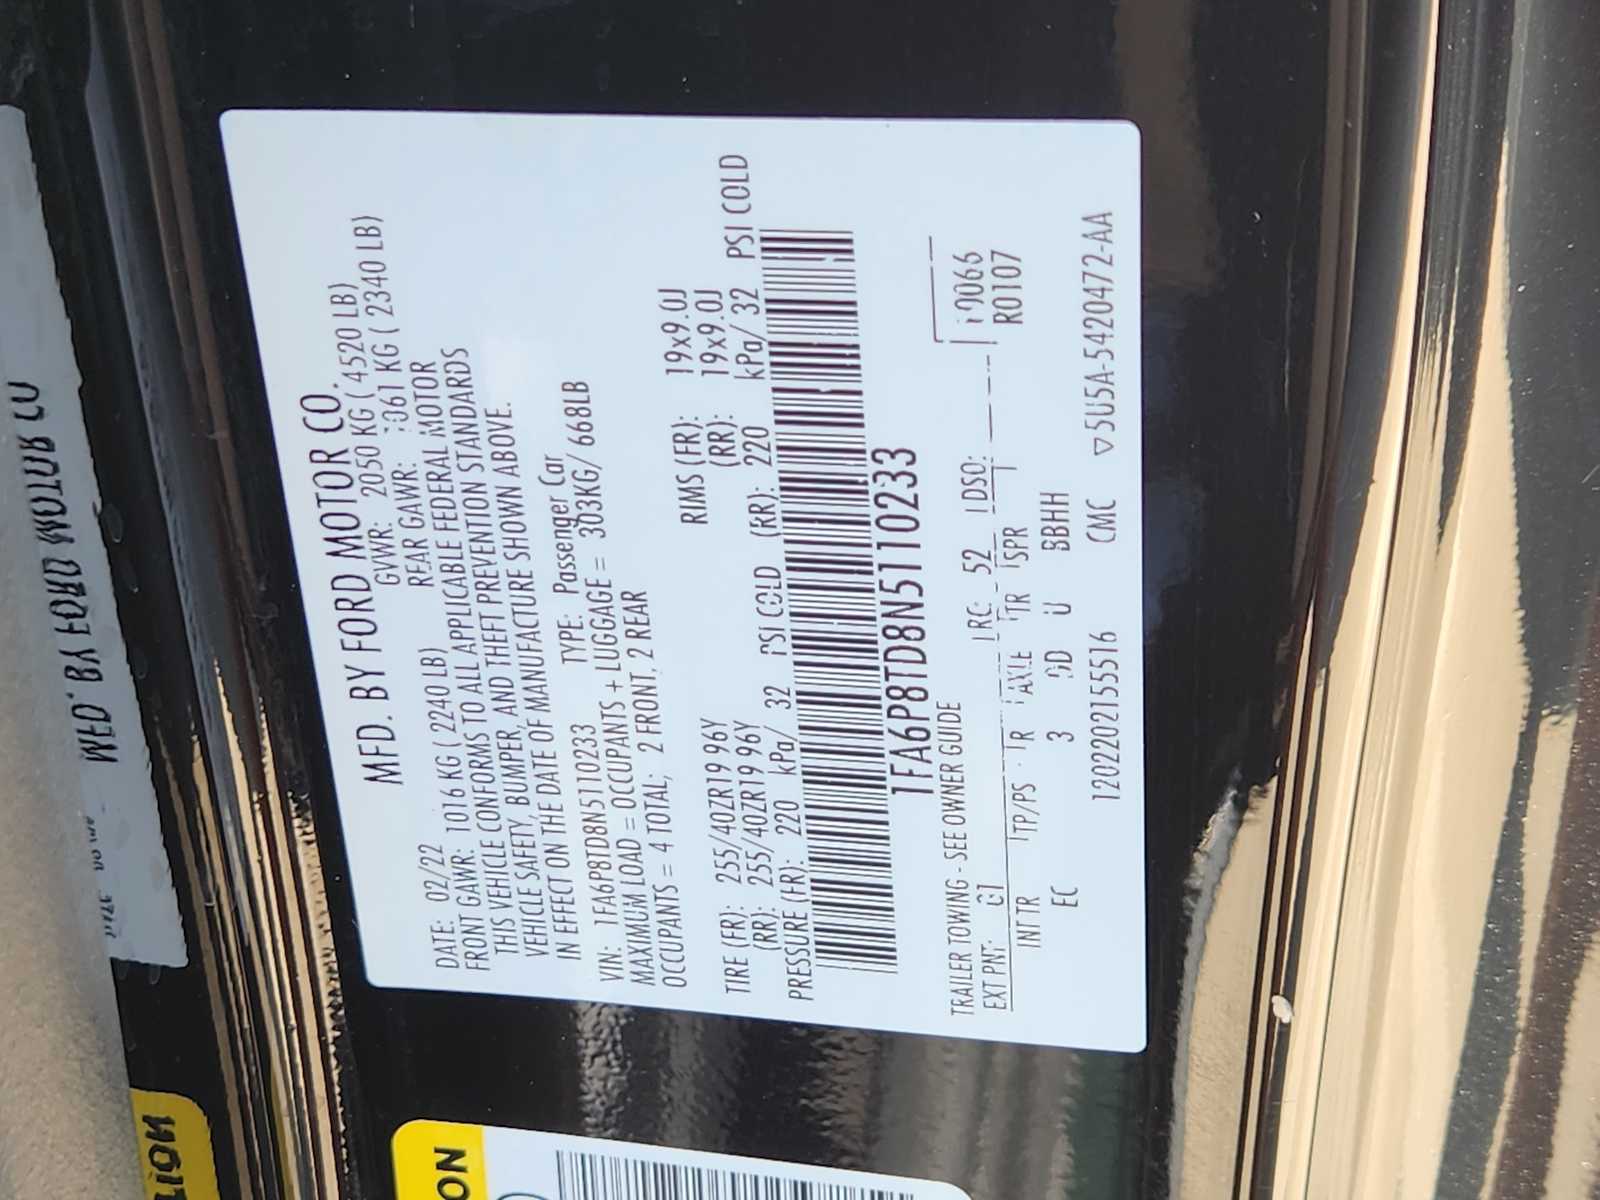 MFD. BY FORD MOTOR CO.
DATE: 02/22 GVWR: 2050 KG ( 4520 LB)
FRONT GAWR: 1016 KG ( 2240 LB) REAR GAWR: 1061 KG ( 2340 LB)
THIS VEHICLE CONFORMS TO ALL APPLICABLE FEDERAL MOTOR
VEHICLE SAFETY, BUMPER, AND THEFT PREVENTION STANDARDS
IN EFFECT ON THE DATE OF MANUFACTURE SHOWN ABOVE.
VIN: 1FA6P8TD8N5110233 TYPE: Passenger Car
MAXIMUM LOAD = OCCUPANTS + LUGGAGE = 303KG/ 668LB
OCCUPANTS = 4 TOTAL; 2 FRONT, 2 REAR
TIRE (FR): 255/40ZR19 96Y RIMS (FR): 19x9.0J
(RR): 255/40ZR19 96Y (RR): 19x9.0J
PRESSURE (FR): 220 kPa/ 32 PSI COLD (RR): 220 kPa/ 32 PSI COLD
1FA6P8TD8N5110233
TRAILER TOWING - SEE OWNER GUIDE
EXT PNT: G1 RC: 52 DSO:
INT TR TP/PS R AXLE TR SPR
EC 3 U BBHH
R0107
120220215​5516 CMC ▽5U5A-5420472-AA
MFD. BY FORD MOTOR CO
ON